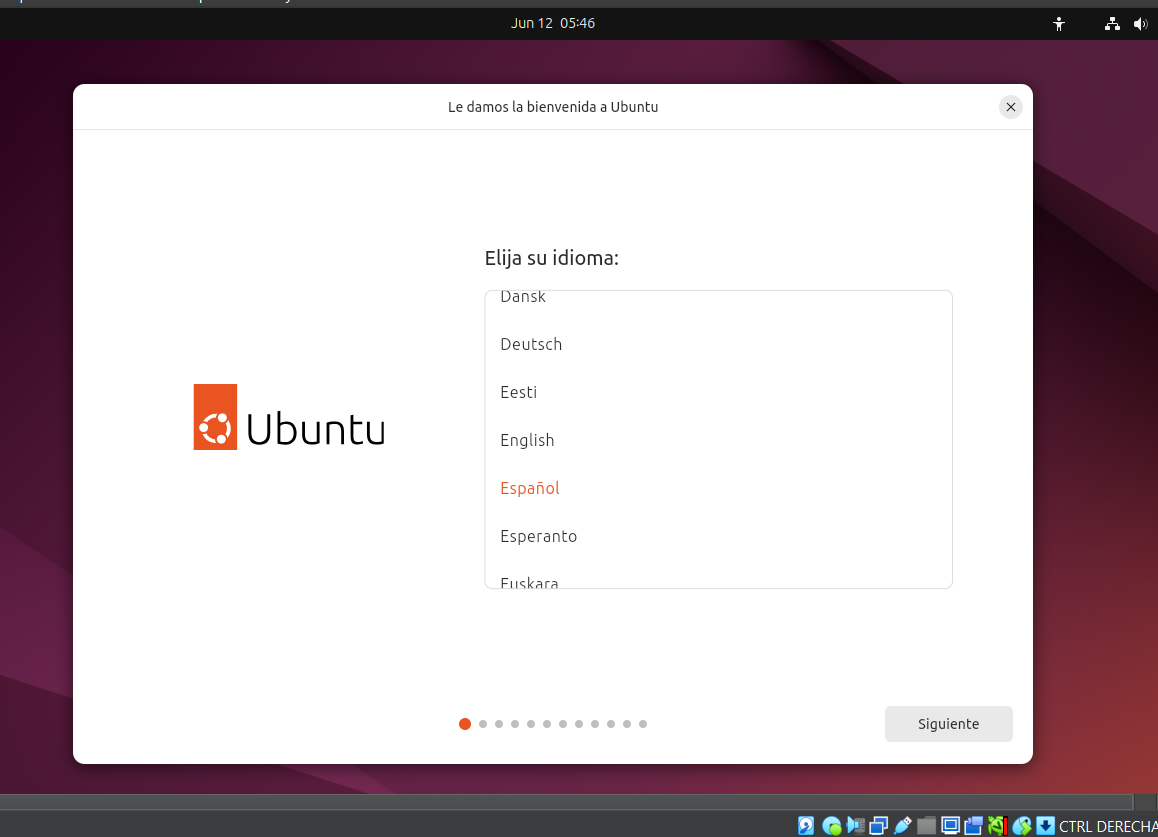 Jun 12 05:46
Le damos la bienvenida a Ubuntu
Elija su idioma:
Dansk
Deutsch
Eesti
English
Español
Esperanto
Euskara
Ubuntu
Siguiente
CTRL DERECHA